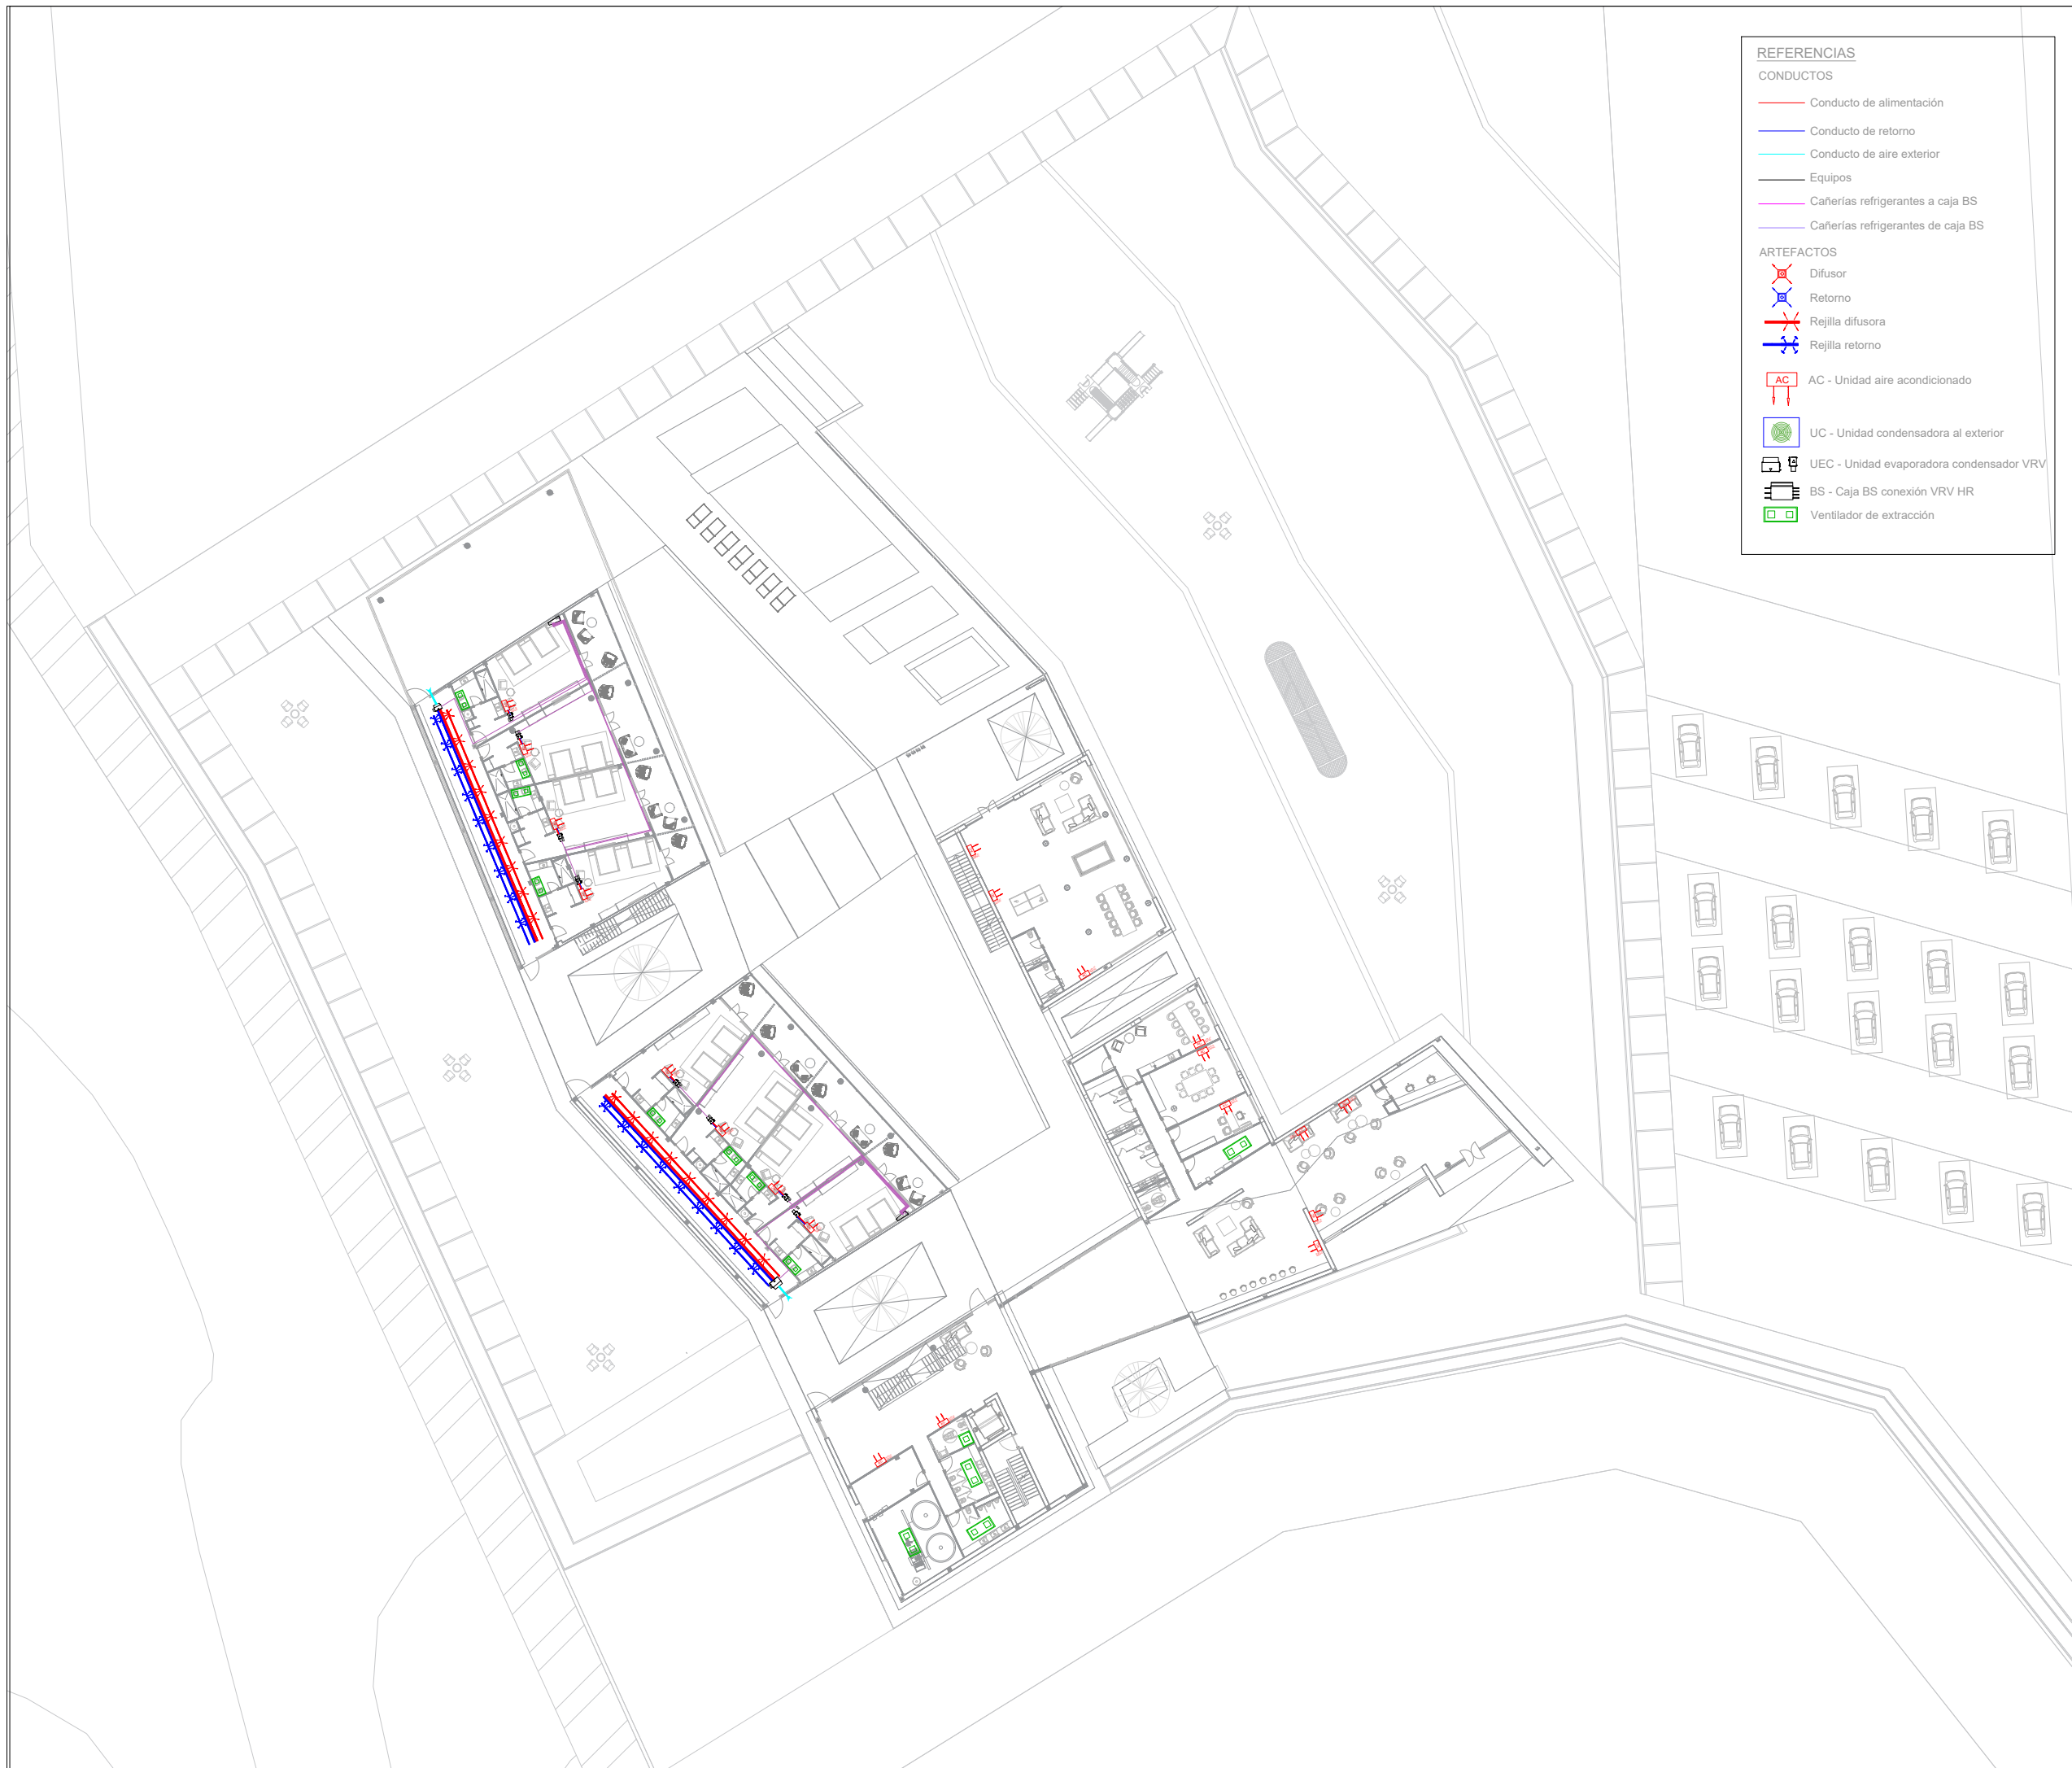 REFERENCIAS
CONDUCTOS
Conducto de alimentación
Conducto de retorno
Conducto de aire exterior
Equipos
Cañerías refrigerantes a caja BS
Cañerías refrigerantes de caja BS
ARTEFACTOS
Difusor
Retorno
Rejilla difusora
Rejilla retorno
AC AC - Unidad aire acondicionado
UC - Unidad condensadora al exterior
UEC - Unidad evaporadora condensador VRV
BS - Caja BS conexión VRV HR
Ventilador de extracción